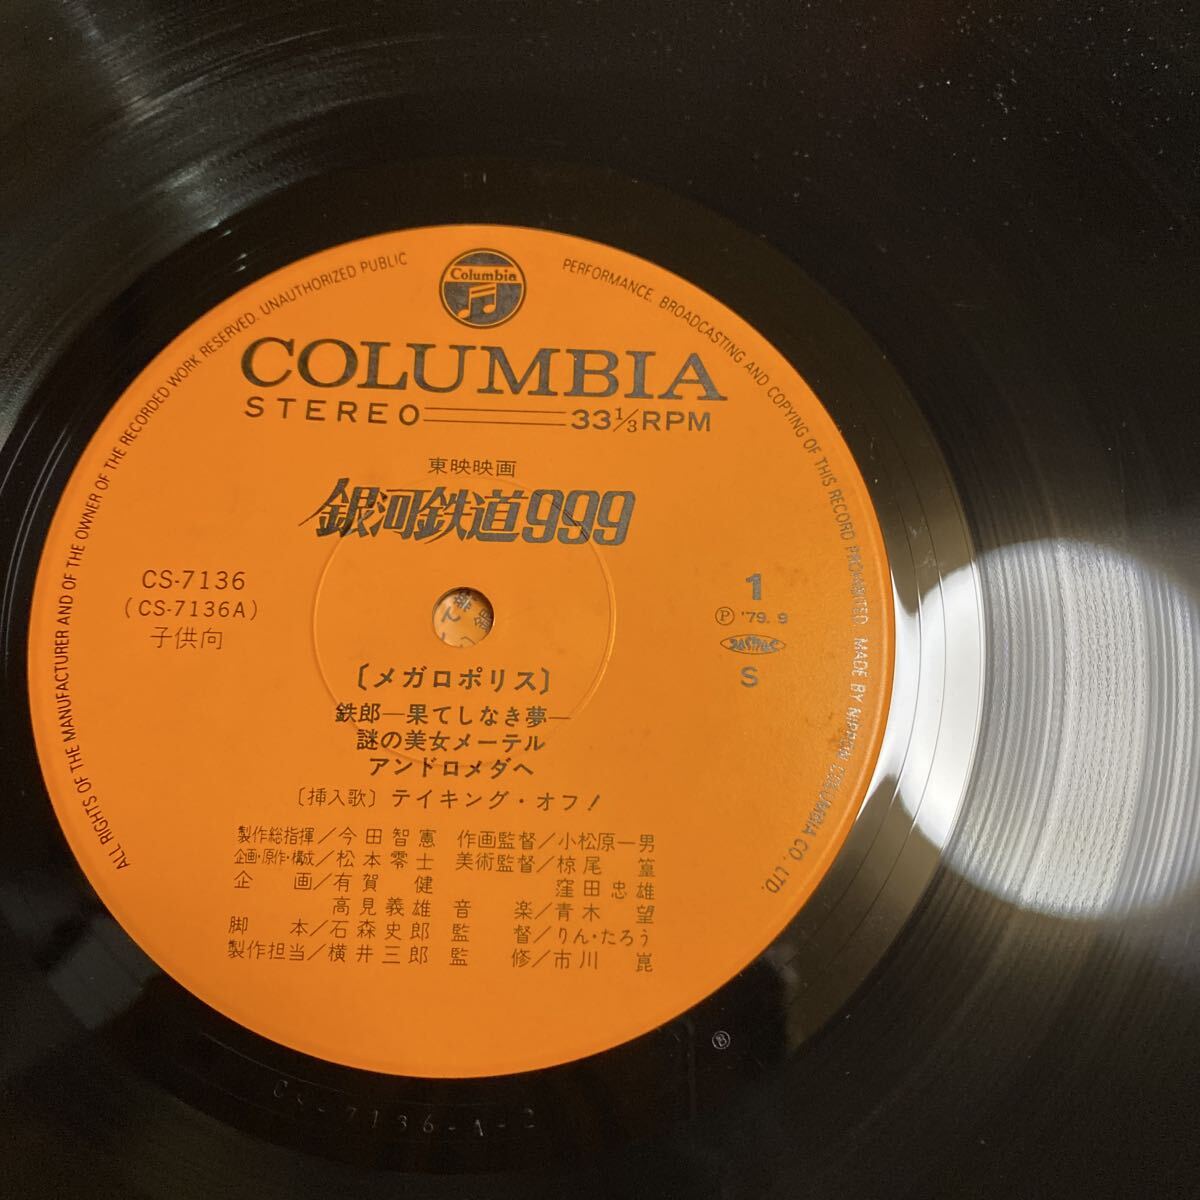 Columbia
ALL RIGHTS OF THE MANUFACTURER AND OF THE OWNER OF THE RECORDED WORK RESERVED. UNAUTHORIZED PUBLIC PERFORMANCE, BROADCASTING AND COPYING OF THIS RECORD PROHIBITED. MADE BY NIPPON COLUMBIA CO., LTD.
COLUMBIA
STEREO 33⅓RPM
東映映画
銀河鉄道999
CS-7136
(CS-7136A)
子供向
1
Ⓟ '79.9
JASRAC
S
〔メガロポリス〕
鉄郎—果てしなき夢—
謎の美女メーテル
アンドロメダへ
〔挿入歌〕テイキング・オフ!
製作総指揮/今田智憲 作画監督/小松原一男
企画・原作・構成/松本零士 美術監督/椋尾篁
企画/有賀健 窪田忠雄
高見義雄 音楽/青木望
脚本/石森史郎 監督/りん・たろう
製作担当/横井三郎 監修/市川崑
Ⓑ
CS-7136-A-2